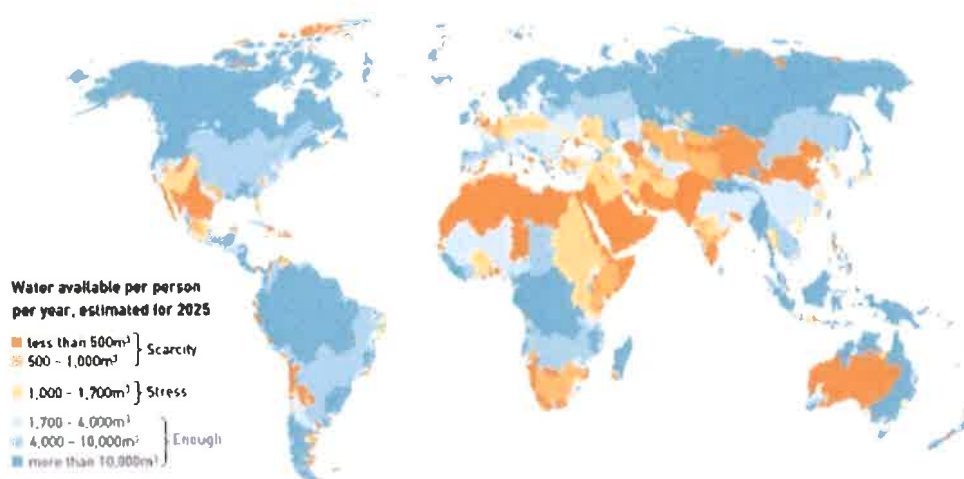 Water available per person
per year, estimated for 2025
less than 500m³
500 - 1,000m³
Scarcity
1,000 - 1,700m³
Stress
1,700 - 4,000m³
4,000 - 10,000m³
more than 10,000m³
Enough